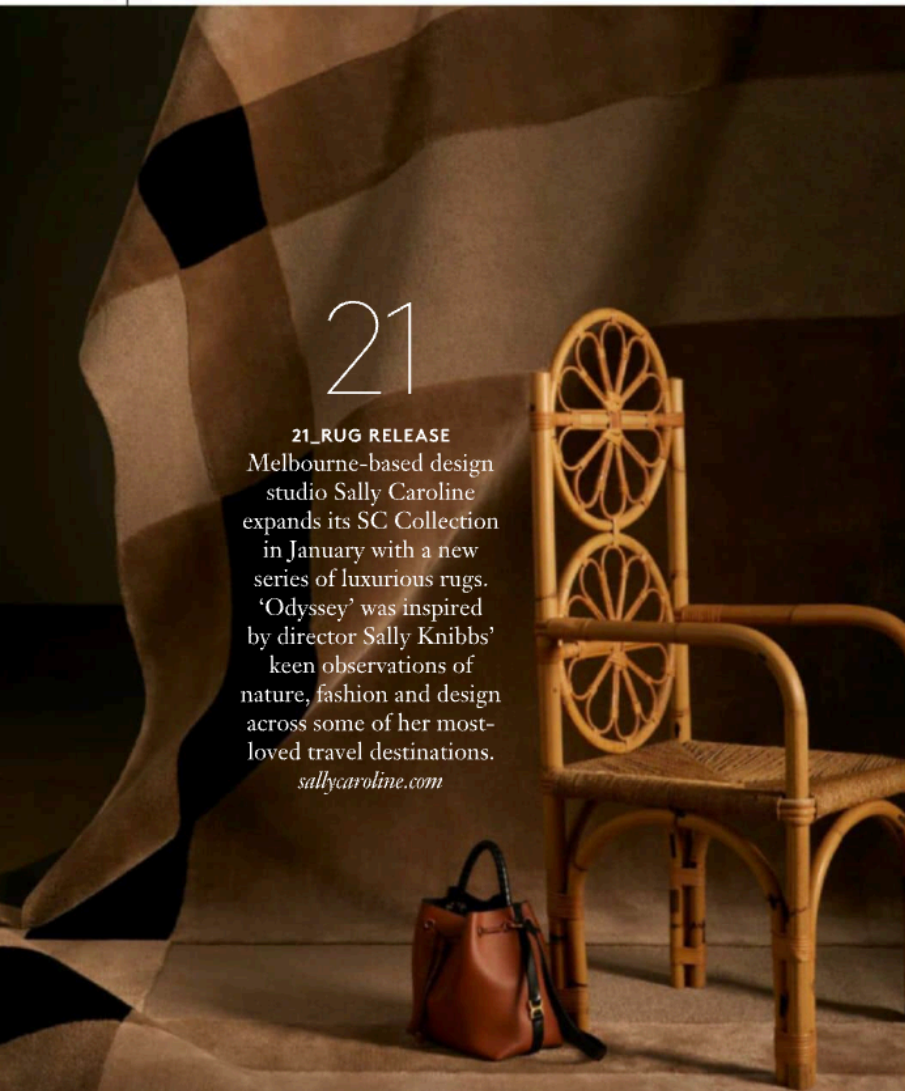 21
21_RUG RELEASE
Melbourne-based design
studio Sally Caroline
expands its SC Collection
in January with a new
series of luxurious rugs.
‘Odyssey’ was inspired
by director Sally Knibbs’
keen observations of
nature, fashion and design
across some of her most-
loved travel destinations.
sallycaroline.com